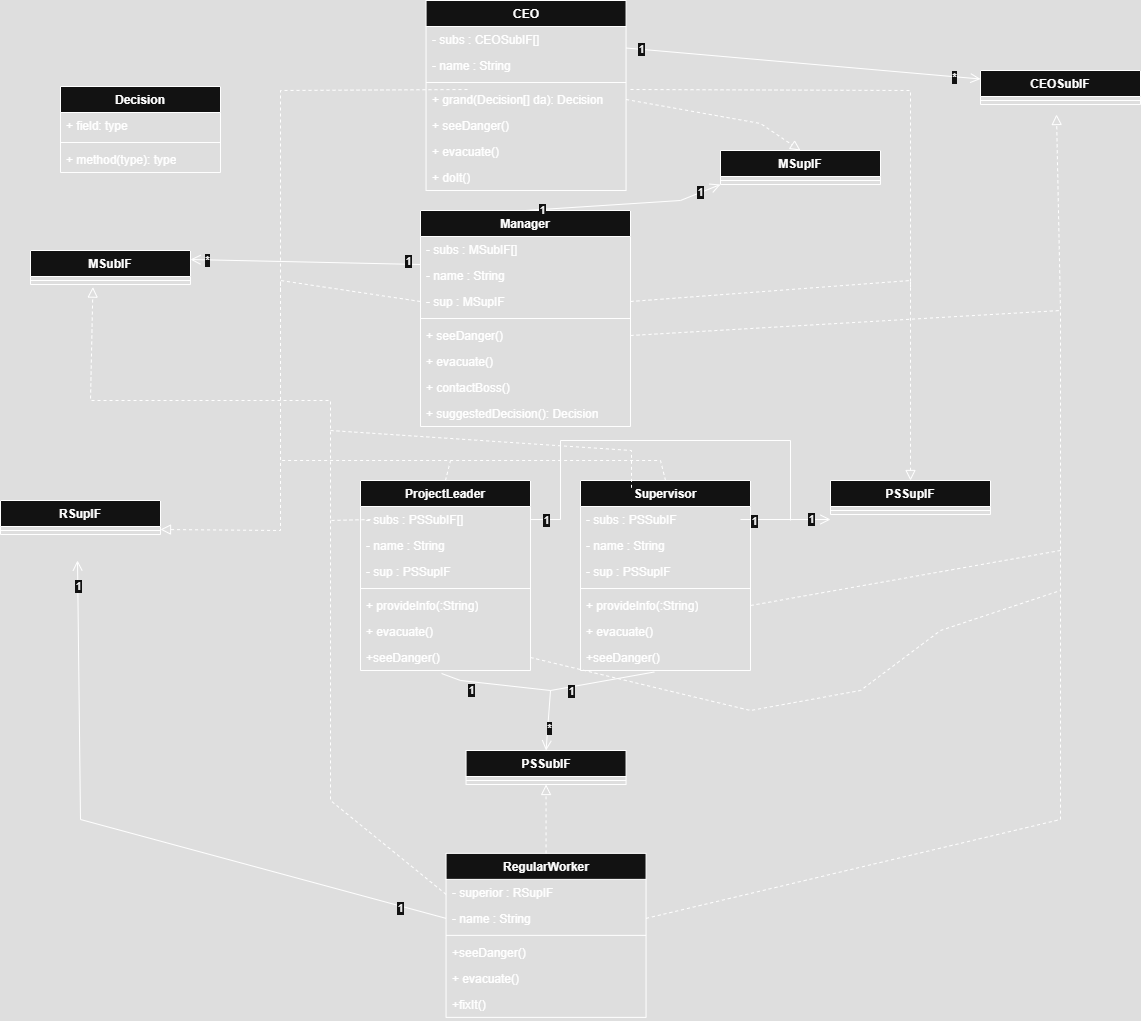 CEO
- subs : CEOSubIF[]
- name : String
+ grand(Decision[] da): Decision
+ seeDanger()
+ evacuate()
+ doIt()
1
*
CEOSubIF
Decision
+ field: type
+ method(type): type
MSupIF
1
1
Manager
- subs : MSubIF[]
- name : String
- sup : MSupIF
+ seeDanger()
+ evacuate()
+ contactBoss()
+ suggestedDecision(): Decision
MSubIF
*
1
RSupIF
1
ProjectLeader
- subs : PSSubIF[]
- name : String
- sup : PSSupIF
+ provideInfo(:String)
+ evacuate()
+seeDanger()
1
Supervisor
- subs : PSSubIF
- name : String
- sup : PSSupIF
+ provideInfo(:String)
+ evacuate()
+seeDanger()
1
1
PSSupIF
1
1
*
PSSubIF
RegularWorker
- superior : RSupIF
- name : String
+seeDanger()
+ evacuate()
+fixIt()
1